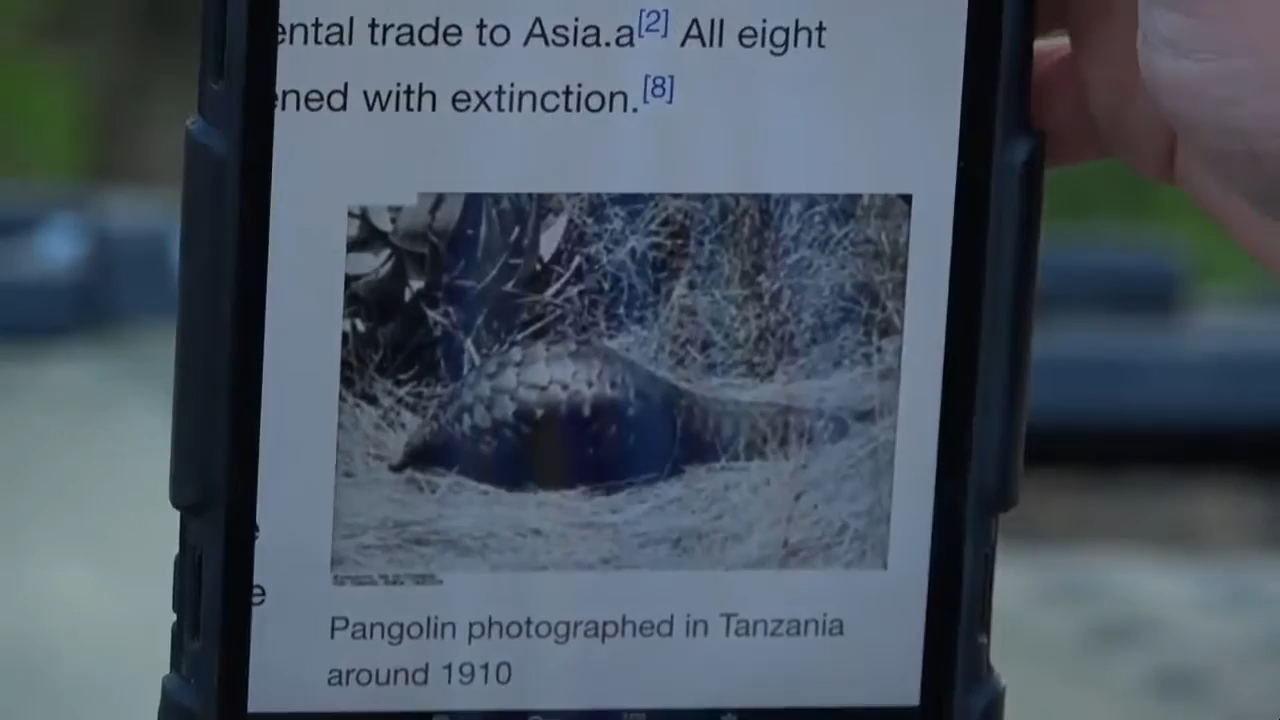 ental trade to Asia.a[2] All eight
ened with extinction.[8]
e
e
Pangolin photographed in Tanzania
around 1910